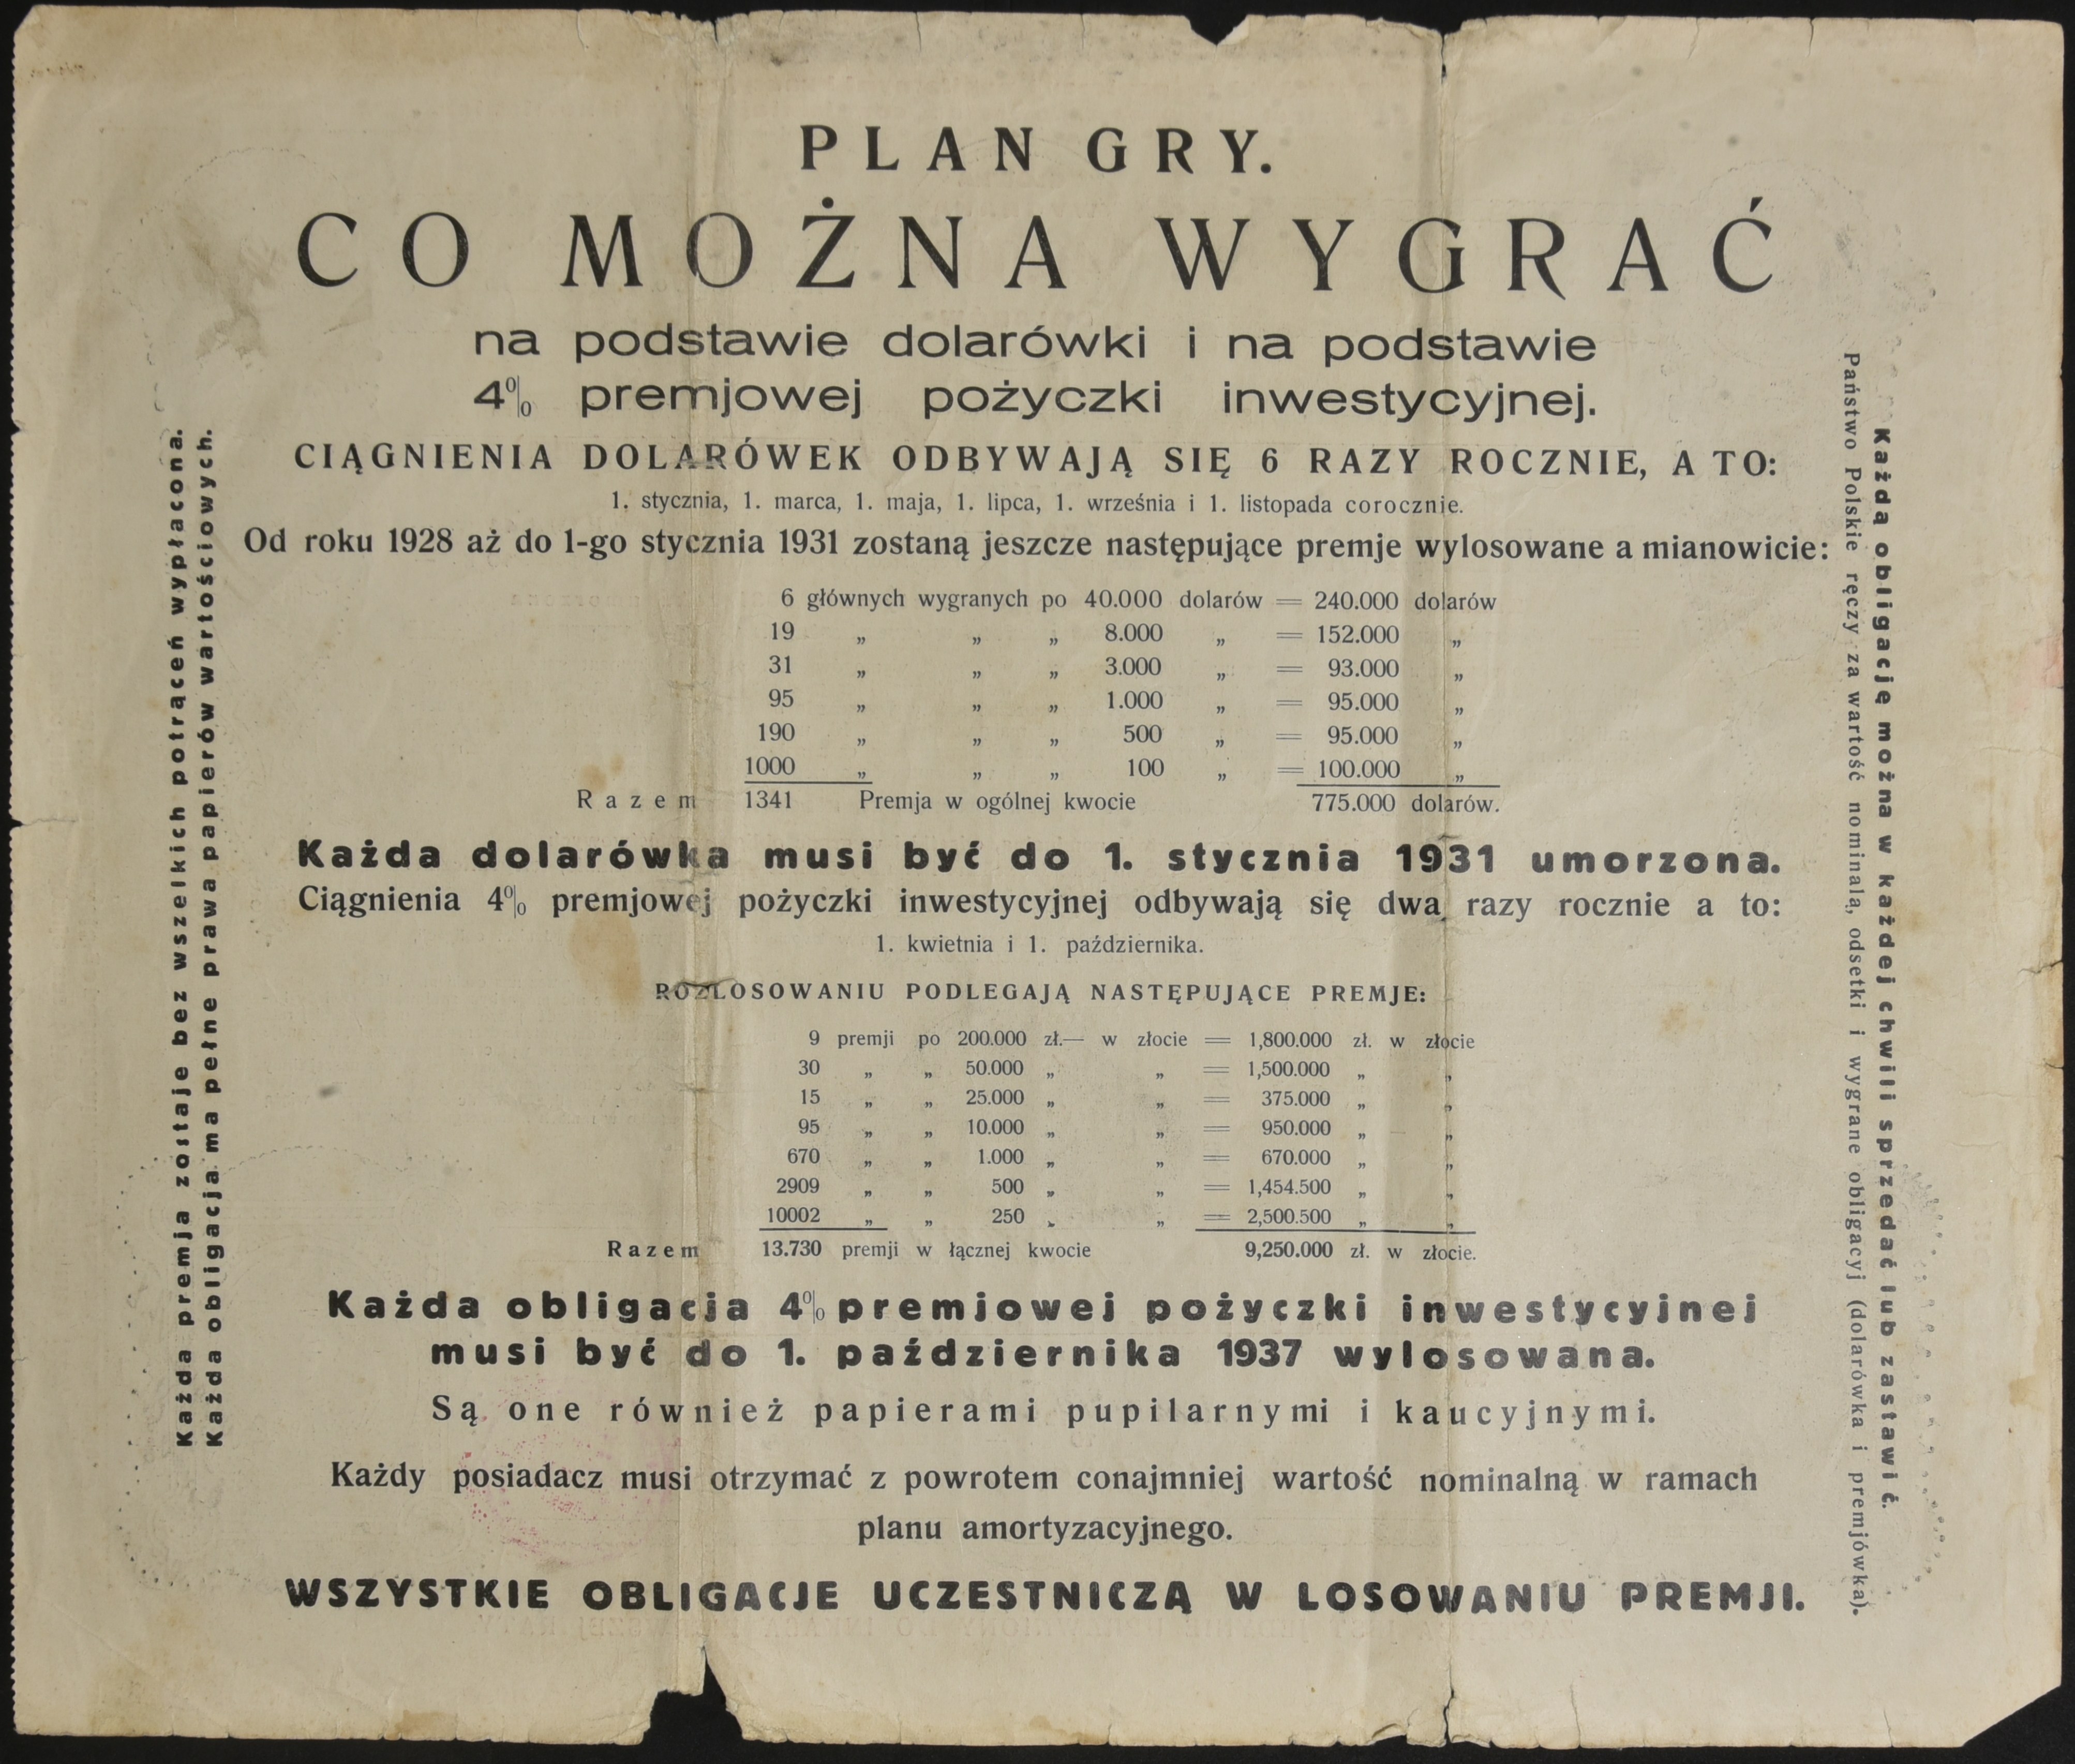 PLAN GRY.
CO MOŻNA WYGRAĆ
na podstawie dolarówki i na podstawie
4% premjowej pożyczki inwestycyjnej.
CIĄGNIENIA DOLARÓWEK ODBYWAJĄ SIĘ 6 RAZY ROCZNIE, A TO:
1. stycznia, 1. marca, 1. maja, 1. lipca, 1. września i 1. listopada corocznie.
Od roku 1928 aż do 1-go stycznia 1931 zostaną jeszcze następujące premje wylosowane a mianowicie:
6 głównych wygranych po 40.000 dolarów = 240.000 dolarów
19 „ „ „ 8.000 „ = 152.000 „
31 „ „ „ 3.000 „ = 93.000 „
95 „ „ „ 1.000 „ = 95.000 „
190 „ „ „ 500 „ = 95.000 „
1000 „ „ „ 100 „ = 100.000 „
Razem 1341 Premja w ogólnej kwocie 775.000 dolarów.
Każda dolarówka musi być do 1. stycznia 1931 umorzona.
Ciągnienia 4% premjowej pożyczki inwestycyjnej odbywają się dwa razy rocznie a to:
1. kwietnia i 1. października.
ROZLOSOWANIU PODLEGAJĄ NASTĘPUJĄCE PREMJE:
9 premji po 200.000 zł.— w złocie = 1,800.000 zł. w złocie
30 „ „ 50.000 „ „ = 1,500.000 „ „
15 „ „ 25.000 „ „ = 375.000 „ „
95 „ „ 10.000 „ „ = 950.000 „ „
670 „ „ 1.000 „ „ = 670.000 „ „
2909 „ „ 500 „ „ = 1,454.500 „ „
10002 „ „ 250 „ „ = 2,500.500 „ „
Razem 13.730 premji w łącznej kwocie 9,250.000 zł. w złocie.
Każda obligacja 4% premjowej pożyczki inwestycyjnej
musi być do 1. października 1937 wylosowana.
Są one również papierami pupilarnymi i kaucyjnymi.
Każdy posiadacz musi otrzymać z powrotem conajmniej wartość nominalną w ramach
planu amortyzacyjnego.
WSZYSTKIE OBLIGACJE UCZESTNICZĄ W LOSOWANIU PREMJI.
Każda premja zostaje bez wszelkich potrąceń wypłacona.
Każda obligacja ma pełne prawa papierów wartościowych.
Każdą obligację można w każdej chwili sprzedać lub zastawić.
Państwo Polskie ręczy za wartość nominalą, odsetki i wygrane obligacyj (dolarówka i premjówka).